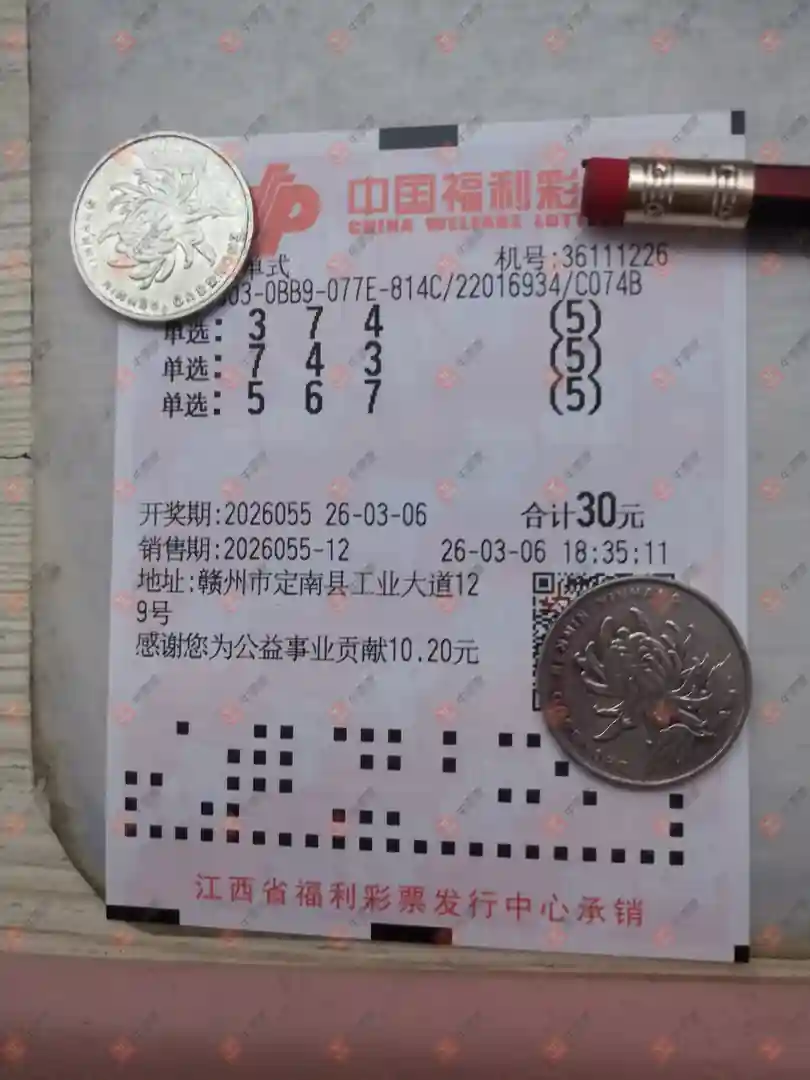 中国福利彩
CHINA WELFARE LOTT
单式 机号:36111226
03-0BB9-077E-814C/22016934/C074B
单选: 3 7 4 (5)
单选: 7 4 3 (5)
单选: 5 6 7 (5)
开奖期:2026055 26-03-06 合计30元
销售期:2026055-12 26-03-06 18:35:11
地址:赣州市定南县工业大道12
9号
感谢您为公益事业贡献10.20元
江西省福利彩票发行中心承销